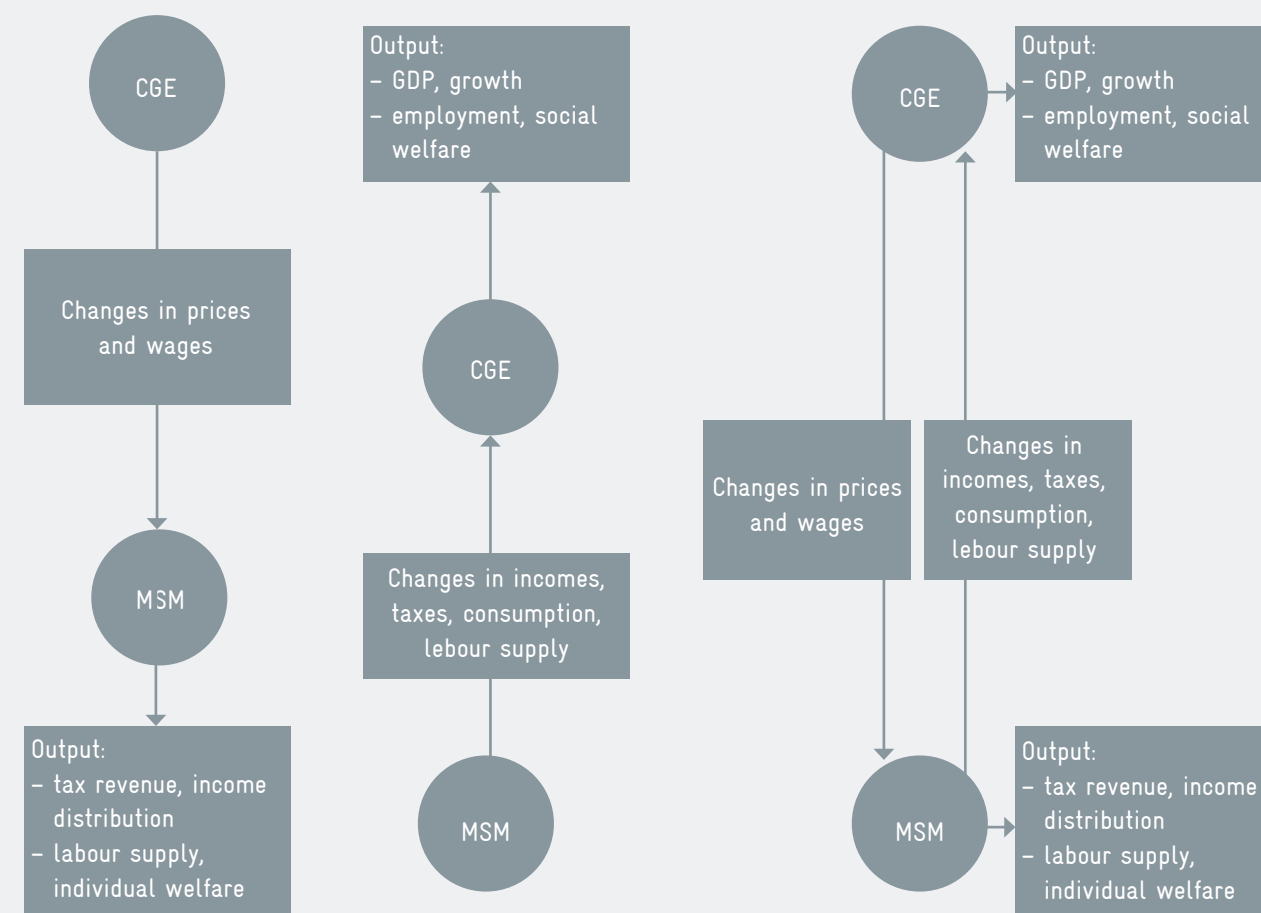 CGE
Changes in prices
and wages
MSM
Output:
– tax revenue, income
distribution
– labour supply,
individual welfare
Output:
– GDP, growth
– employment, social
welfare
CGE
Changes in incomes,
taxes, consumption,
lebour supply
MSM
CGE
Output:
– GDP, growth
– employment, social
welfare
Changes in prices
and wages
Changes in
incomes, taxes,
consumption,
lebour supply
MSM
Output:
– tax revenue, income
distribution
– labour supply,
individual welfare